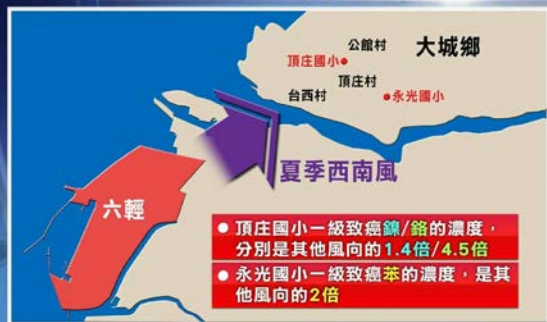 公館村
大城鄉
頂庄國小
頂庄村
台西村
永光國小
夏季西南風
六輕
頂庄國小一級致癌鎳/鉻的濃度，
分別是其他風向的1.4倍/4.5倍
永光國小一級致癌苯的濃度，是其
他風向的2倍